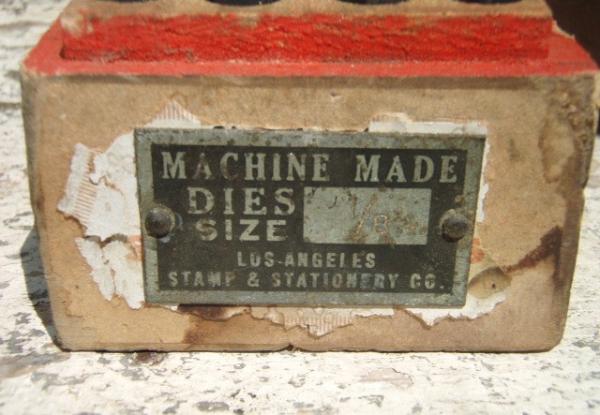 MACHINE MADE
DIES
SIZE
LOS-ANGELES
STAMP & STATIONERY CO.